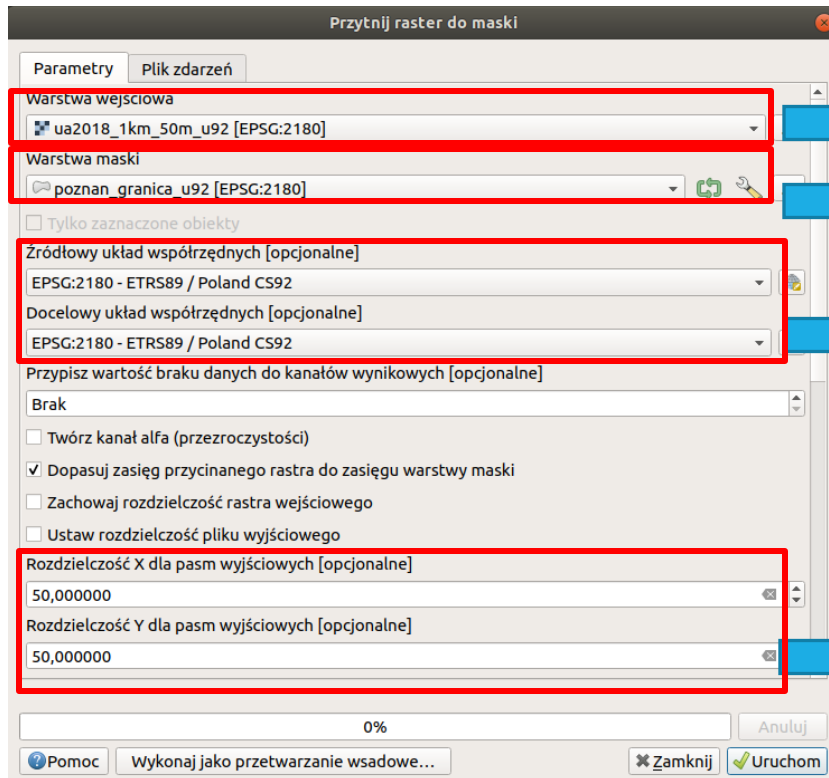 Przytnij raster do maski
Parametry Plik zdarzeń
Warstwa wejściowa
ua2018_1km_50m_u92 [EPSG:2180]
Warstwa maski
poznan_granica_u92 [EPSG:2180]
Tylko zaznaczone obiekty
Źródłowy układ współrzędnych [opcjonalne]
EPSG:2180 - ETRS89 / Poland CS92
Docelowy układ współrzędnych [opcjonalne]
EPSG:2180 - ETRS89 / Poland CS92
Przypisz wartość braku danych do kanałów wynikowych [opcjonalne]
Brak
Twórz kanał alfa (przezroczystości)
Dopasuj zasięg przycinanego rastra do zasięgu warstwy maski
Zachowaj rozdzielczość rastra wejściowego
Ustaw rozdzielczość pliku wyjściowego
Rozdzielczość X dla pasm wyjściowych [opcjonalne]
50,000000
Rozdzielczość Y dla pasm wyjściowych [opcjonalne]
50,000000
0% Anuluj
Pomoc Wykonaj jako przetwarzanie wsadowe... Zamknij Uruchom